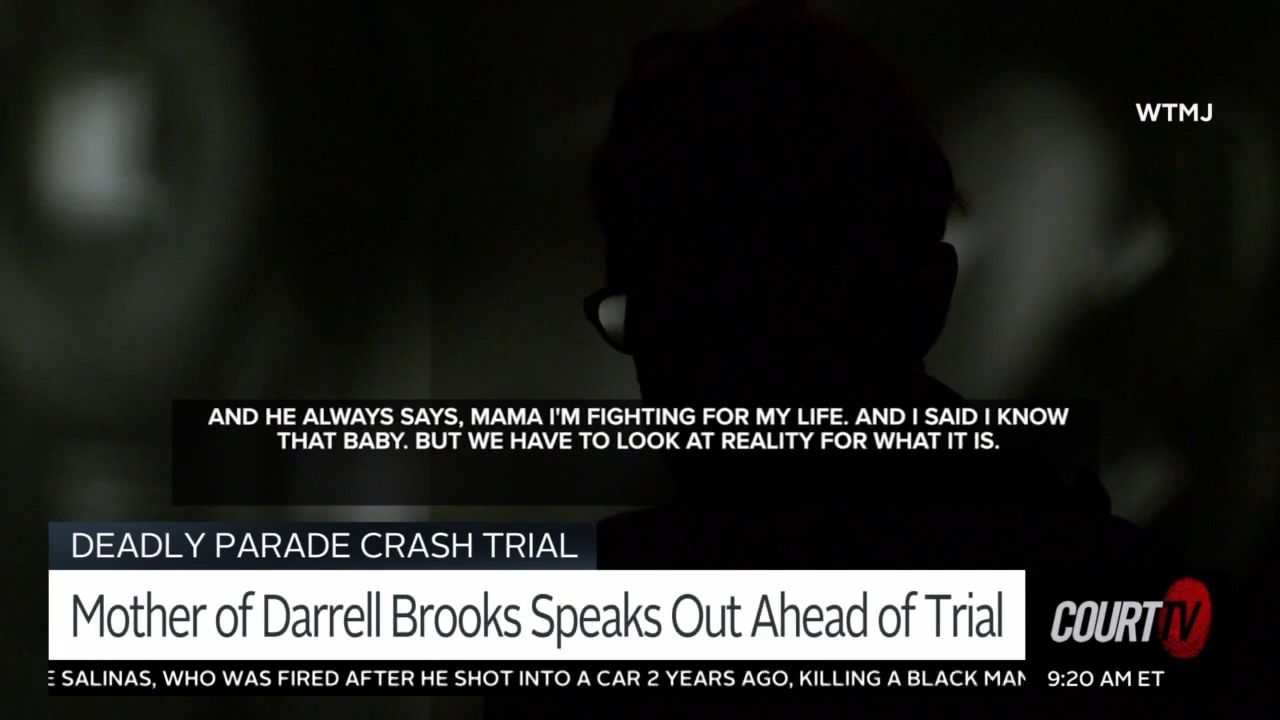 WTMJ
AND HE ALWAYS SAYS, MAMA I'M FIGHTING FOR MY LIFE. AND I SAID I KNOW
THAT BABY. BUT WE HAVE TO LOOK AT REALITY FOR WHAT IT IS.
DEADLY PARADE CRASH TRIAL
Mother of Darrell Brooks Speaks Out Ahead of Trial
COURT TV
SALINAS, WHO WAS FIRED AFTER HE SHOT INTO A CAR 2 YEARS AGO, KILLING A BLACK MAN
9:20 AM ET